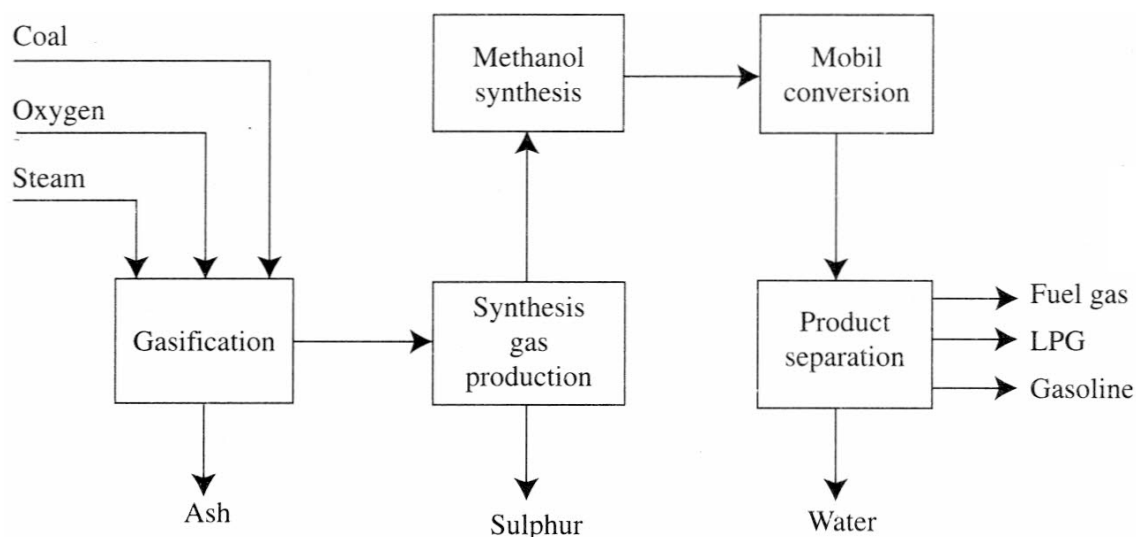 Coal
Oxygen
Steam
Gasification
Ash
Synthesis
gas
production
Sulphur
Methanol
synthesis
Mobil
conversion
Product
separation
Fuel gas
LPG
Gasoline
Water